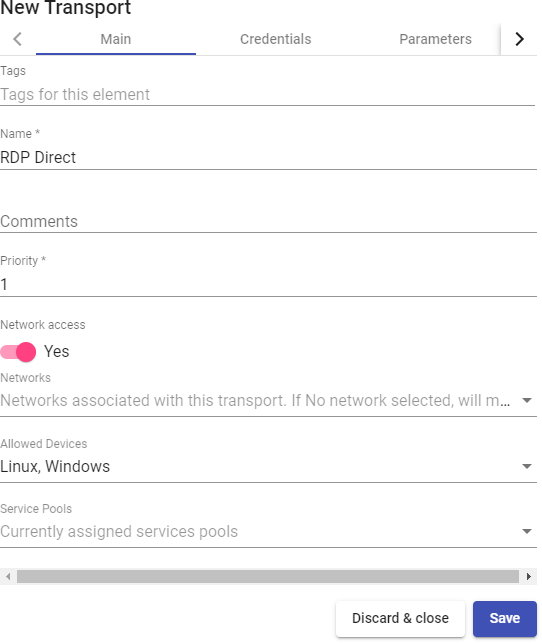 New Transport
Main Credentials Parameters
Tags
Tags for this element
Name *
RDP Direct
Comments
Priority *
1
Network access
Yes
Networks
Networks associated with this transport. If No network selected, will m...
Allowed Devices
Linux, Windows
Service Pools
Currently assigned services pools
Discard & close Save